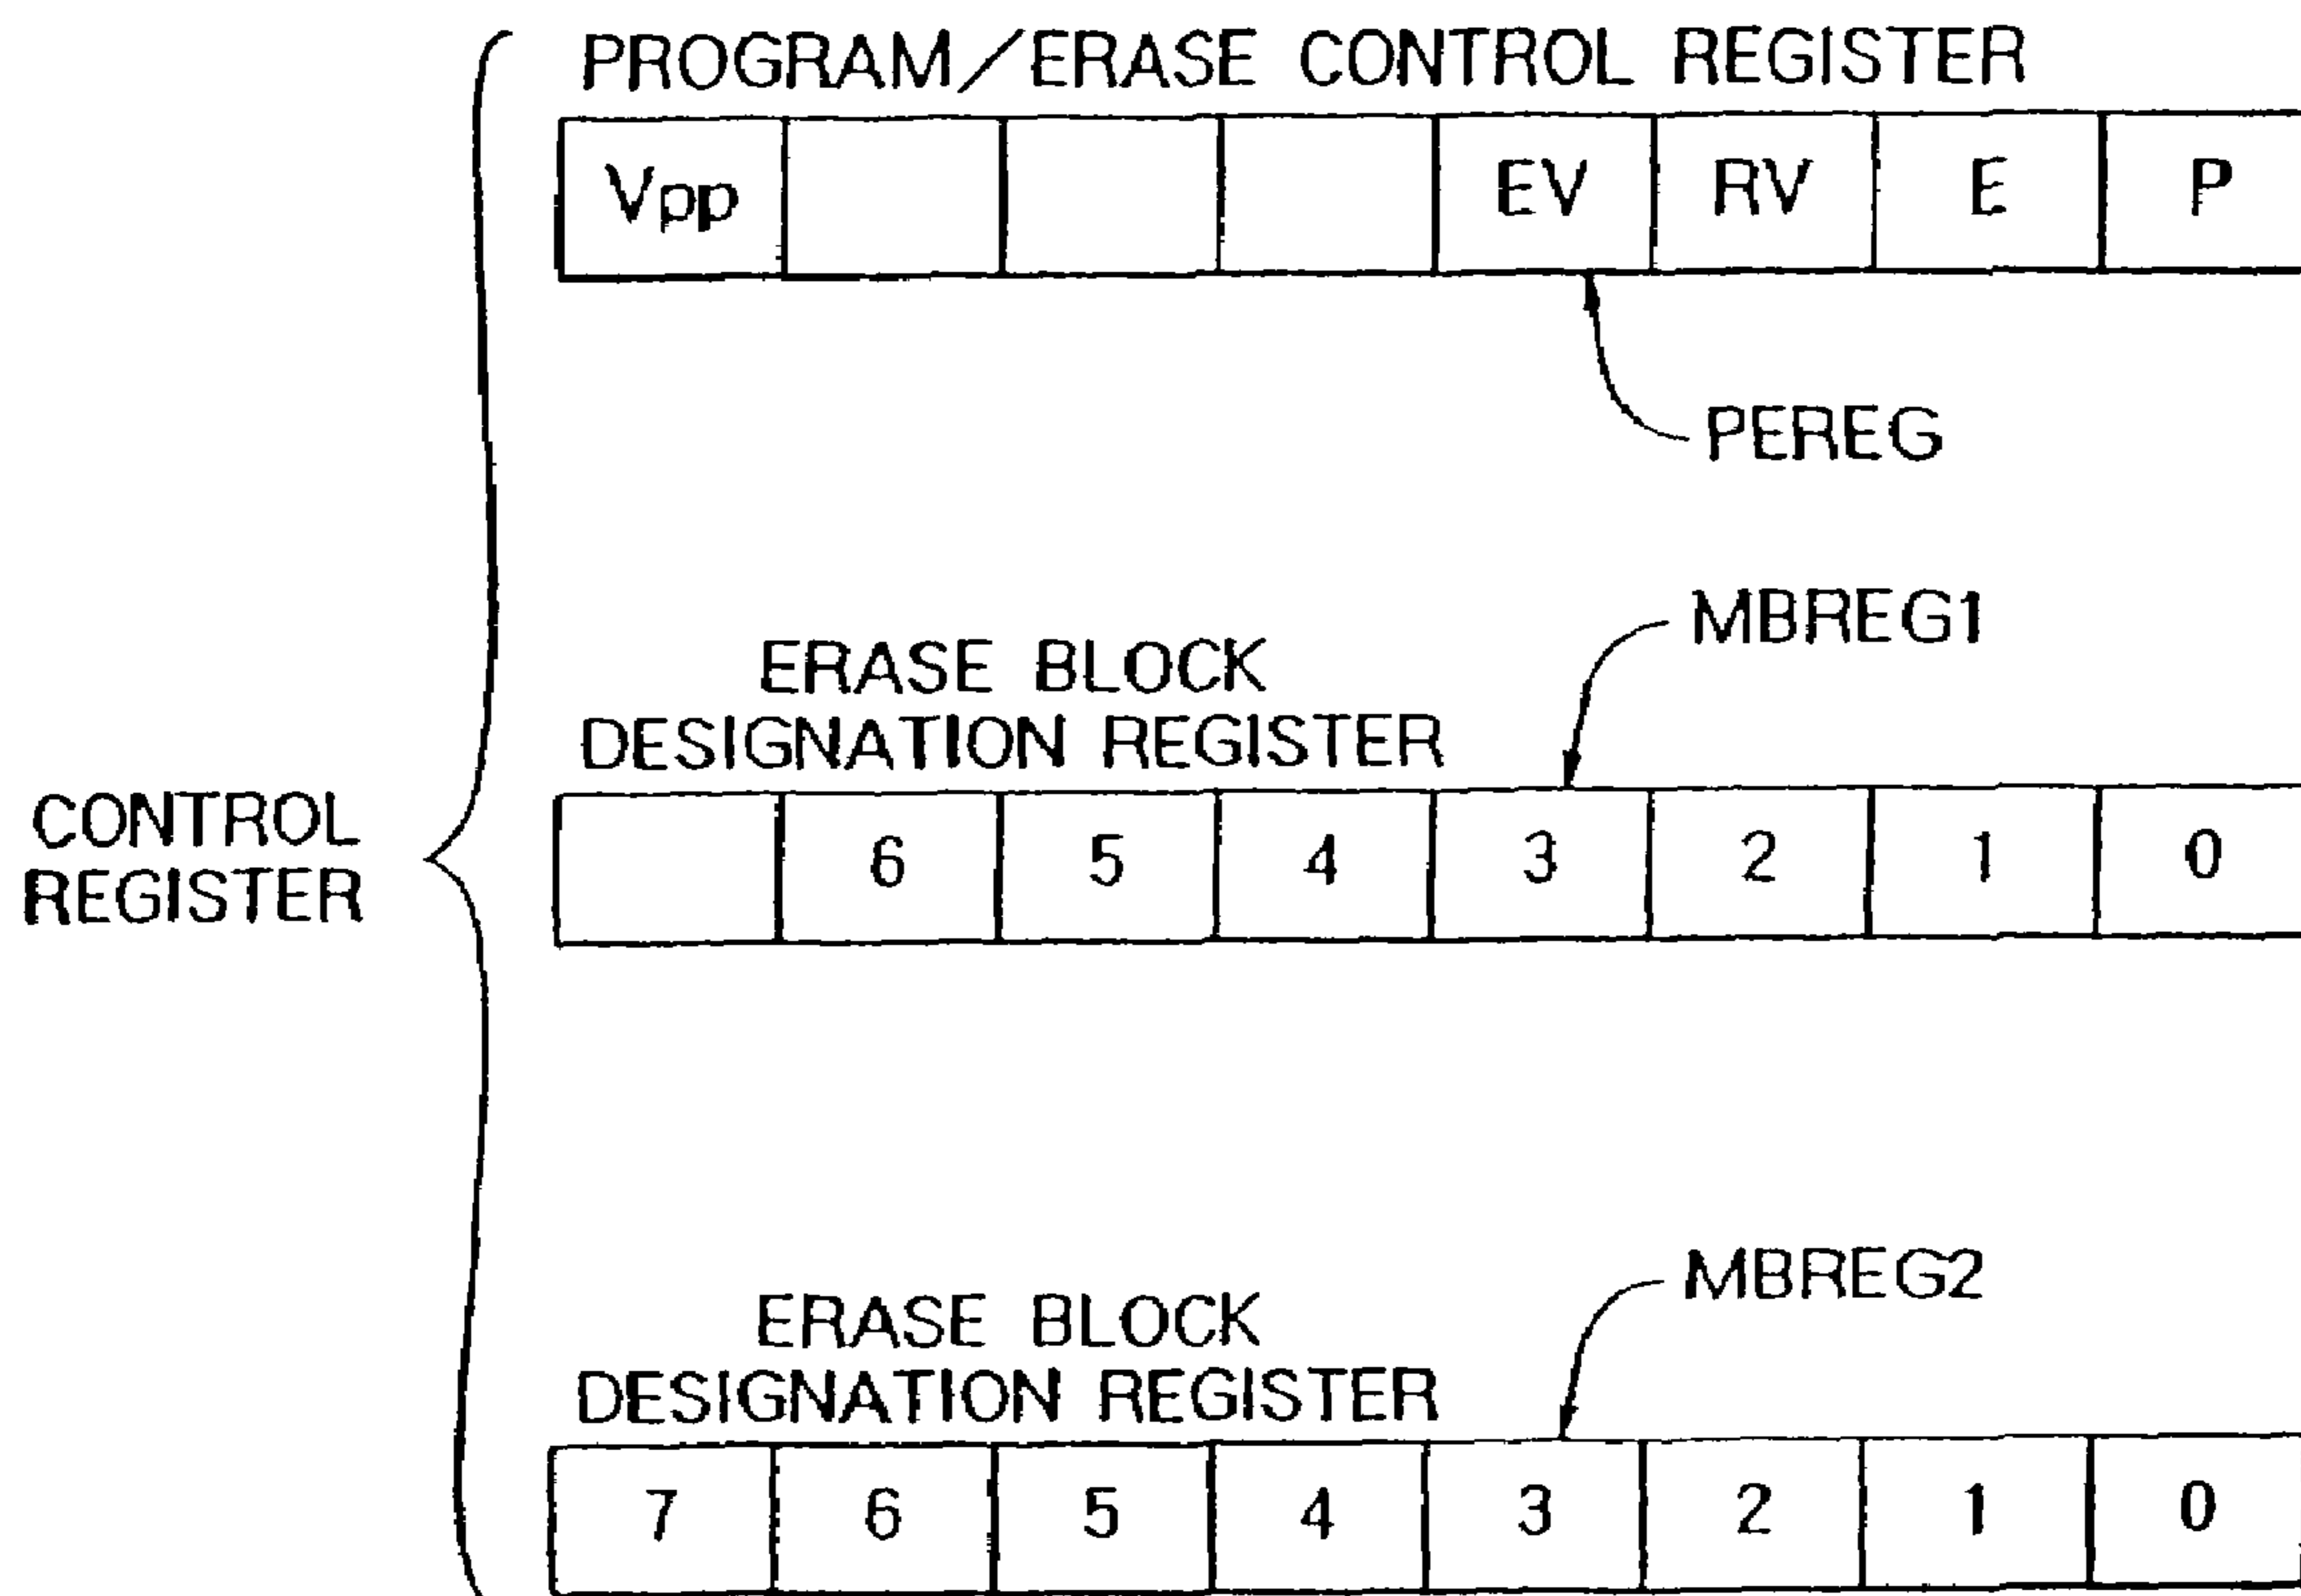 PROGRAM/ERASE CONTROL REGISTER
Vpp EV RV E P
PEREG
MBREG1
ERASE BLOCK
DESIGNATION REGISTER
CONTROL
REGISTER
6 5 4 3 2 1 0
MBREG2
ERASE BLOCK
DESIGNATION REGISTER
7 6 5 4 3 2 1 0